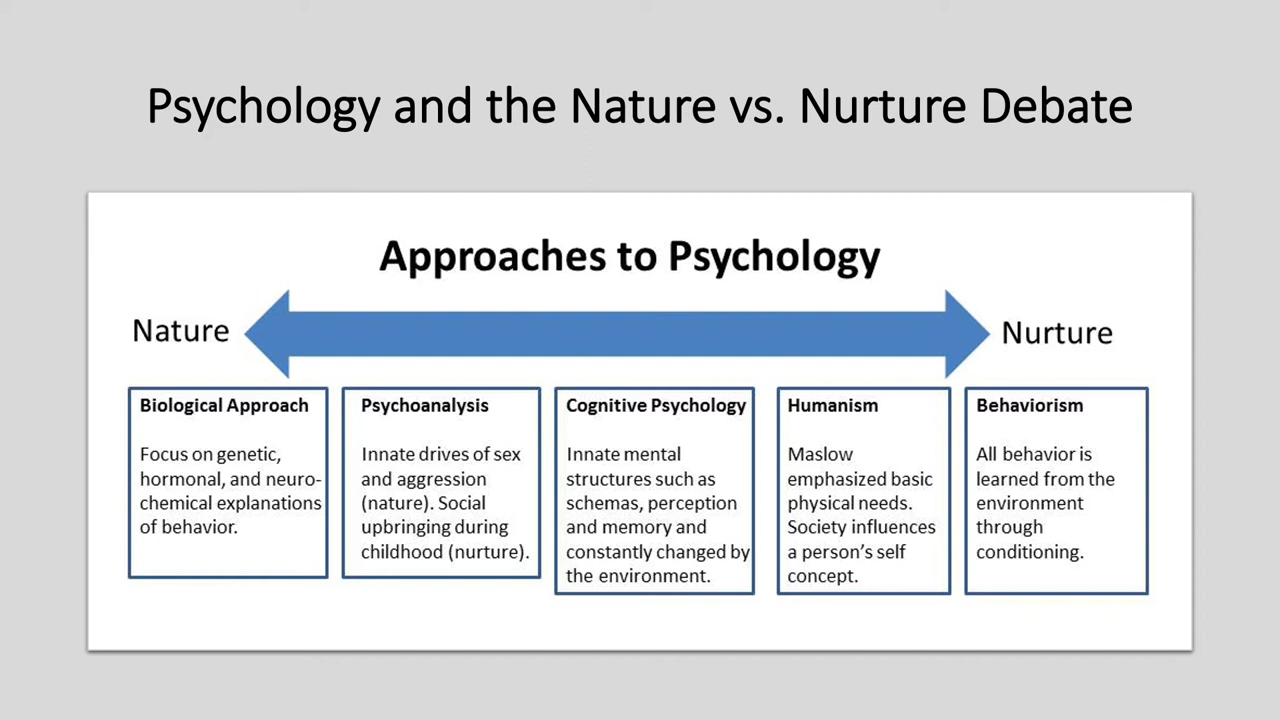 Psychology and the Nature vs. Nurture Debate
Approaches to Psychology
Nature
Nurture
Biological Approach
Focus on genetic,
hormonal, and neuro-
chemical explanations
of behavior.
Psychoanalysis
Innate drives of sex
and aggression
(nature). Social
upbringing during
childhood (nurture).
Cognitive Psychology
Innate mental
structures such as
schemas, perception
and memory and
constantly changed by
the environment.
Humanism
Maslow
emphasized basic
physical needs.
Society influences
a person's self
concept.
Behaviorism
All behavior is
learned from the
environment
through
conditioning.